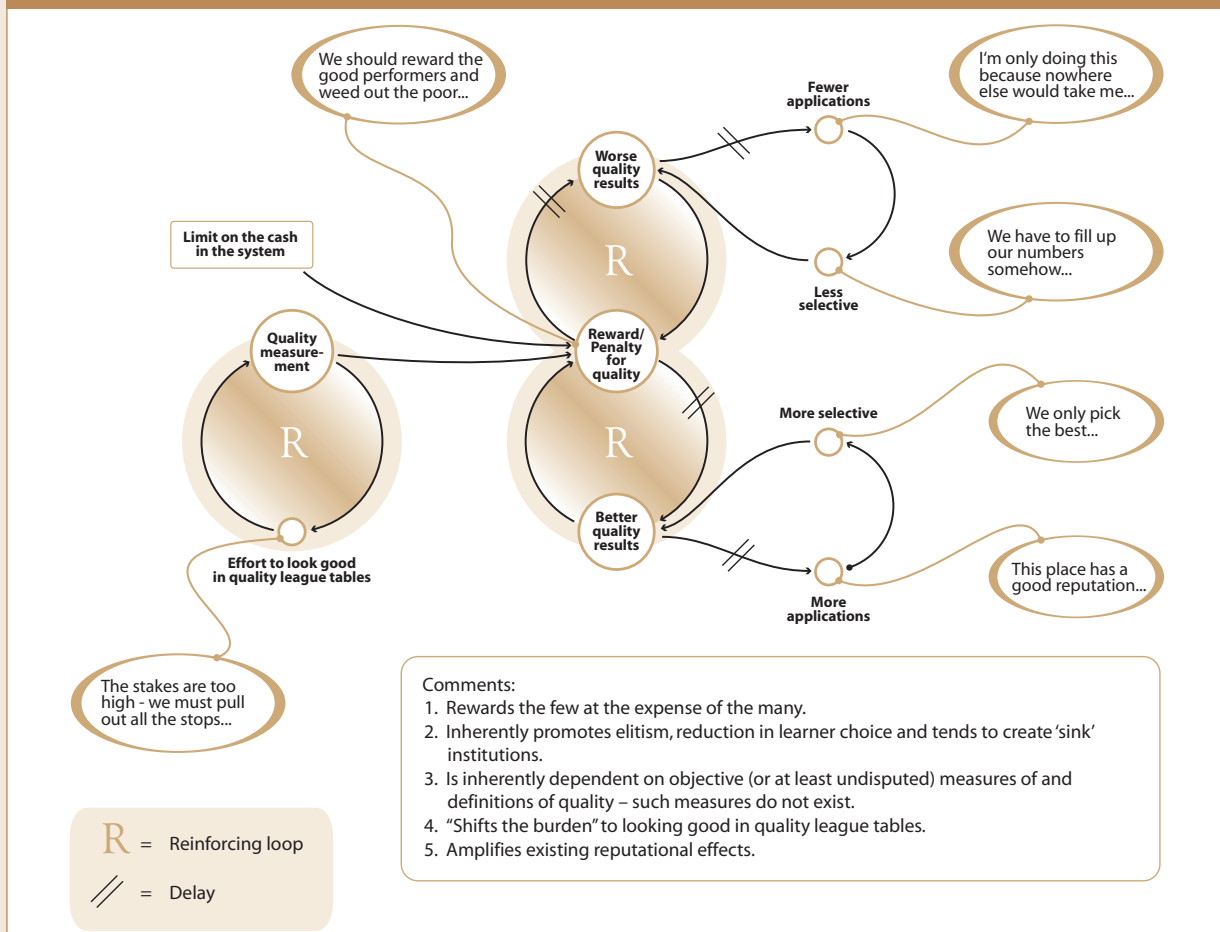 We should reward the
good performers and
weed out the poor...
I'm only doing this
because nowhere
else would take me...
Fewer
applications
Worse
quality
results
Limit on the cash
in the system
R
We have to fill up
our numbers
somehow...
Less
selective
Quality
measure-
ment
Reward/
Penalty
for
quality
More selective
We only pick
the best...
R
R
Better
quality
results
Effort to look good
in quality league tables
This place has a
good reputation...
More
applications
The stakes are too
high - we must pull
out all the stops...
Comments:
1. Rewards the few at the expense of the many.
2. Inherently promotes elitism, reduction in learner choice and tends to create 'sink'
institutions.
3. Is inherently dependent on objective (or at least undisputed) measures of and
definitions of quality – such measures do not exist.
4. "Shifts the burden" to looking good in quality league tables.
5. Amplifies existing reputational effects.
R = Reinforcing loop
= Delay